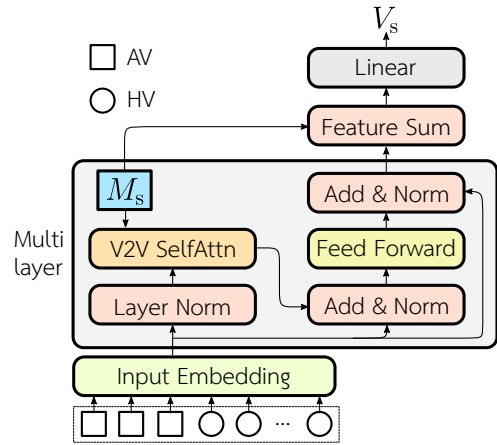 V_s
AV
HV
Linear
Feature Sum
M_s
Add & Norm
Multi
layer
V2V SelfAttn
Feed Forward
Layer Norm
Add & Norm
Input Embedding
...